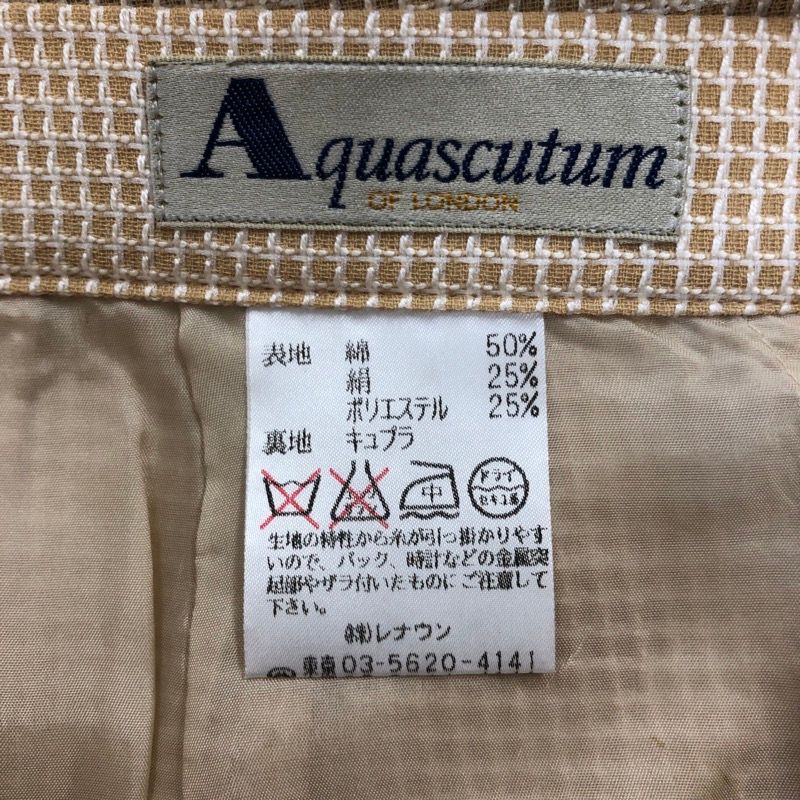 Aquascutum
OF LONDON
表地 綿 50%
絹 25%
ポリエステル 25%
裏地 キュプラ
中 ドライ セキユ系
生地の特性から糸が引っ掛かりやす
いので、バック、時計などの金属突
起部やザラ付いたものにご注意して
下さい。
㈱レナウン
東京 03-5620-4141